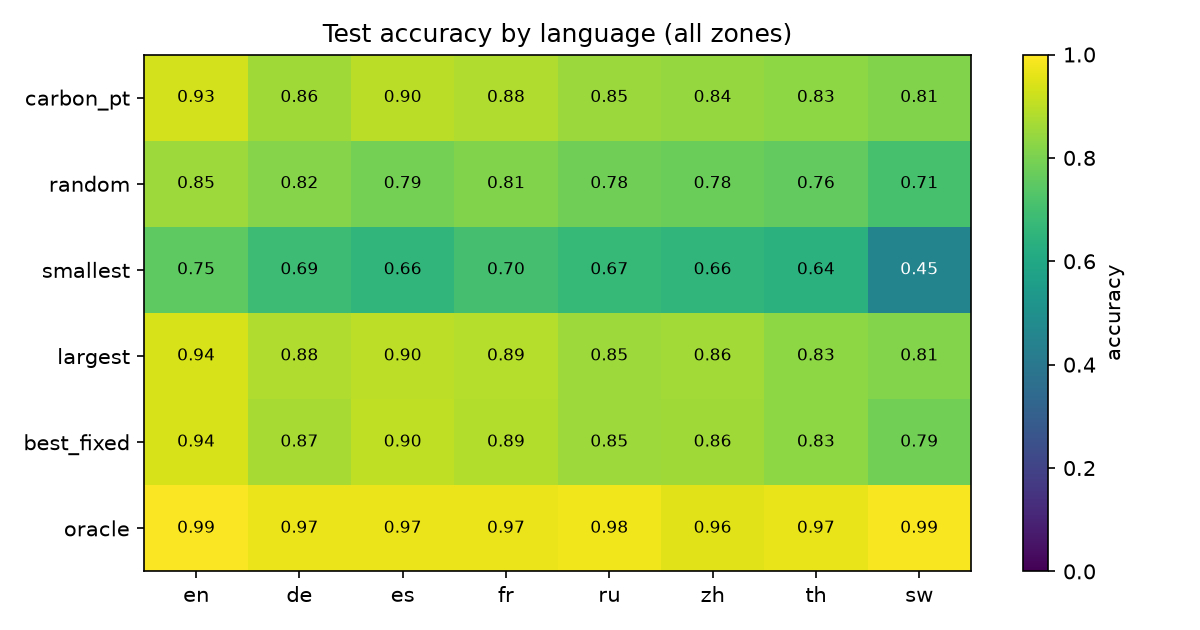 Test accuracy by language (all zones)
carbon_pt 0.93 0.86 0.90 0.88 0.85 0.84 0.83 0.81
random 0.85 0.82 0.79 0.81 0.78 0.78 0.76 0.71
smallest 0.75 0.69 0.66 0.70 0.67 0.66 0.64 0.45
largest 0.94 0.88 0.90 0.89 0.85 0.86 0.83 0.81
best_fixed 0.94 0.87 0.90 0.89 0.85 0.86 0.83 0.79
oracle 0.99 0.97 0.97 0.97 0.98 0.96 0.97 0.99
en de es fr ru zh th sw
1.0
0.8
0.6
0.4
0.2
0.0
accuracy